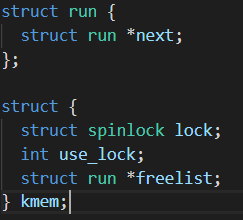 struct run {
  struct run *next;
};

struct {
  struct spinlock lock;
  int use_lock;
  struct run *freelist;
} kmem;